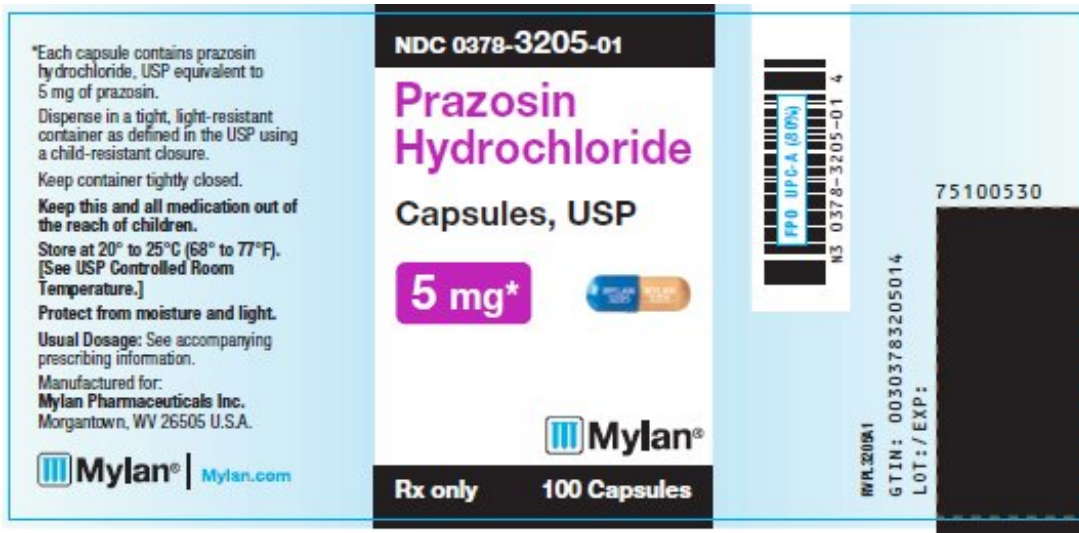 *Each capsule contains prazosin
hydrochloride, USP equivalent to
5 mg of prazosin.
Dispense in a tight, light-resistant
container as defined in the USP using
a child-resistant closure.
Keep container tightly closed.
Keep this and all medication out of
the reach of children.
Store at 20° to 25°C (68° to 77°F).
[See USP Controlled Room
Temperature.]
Protect from moisture and light.
Usual Dosage: See accompanying
prescribing information.
Manufactured for:
Mylan Pharmaceuticals Inc.
Morgantown, WV 26505 U.S.A.
Mylan® | Mylan.com
NDC 0378-3205-01
Prazosin
Hydrochloride
Capsules, USP
5 mg*
MYLAN
3205
MYLAN
3205
Mylan®
Rx only 100 Capsules
FPO UPC-A (80%)
N3 0378-3205-01 4
75100530
RVPL3205A1
GTIN: 00303783205014
LOT:/EXP: